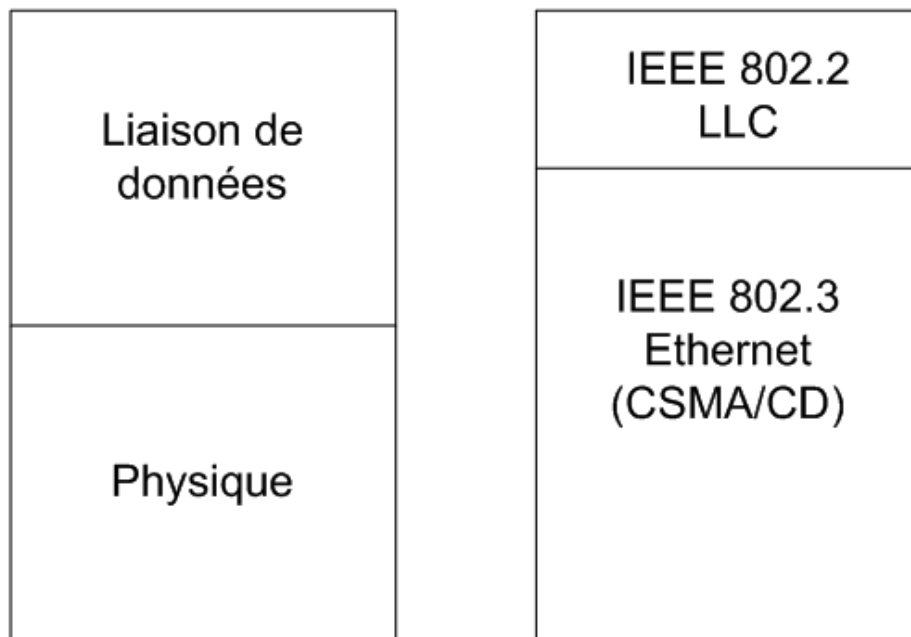 Liaison de
données
Physique
IEEE 802.2
LLC
IEEE 802.3
Ethernet
(CSMA/CD)